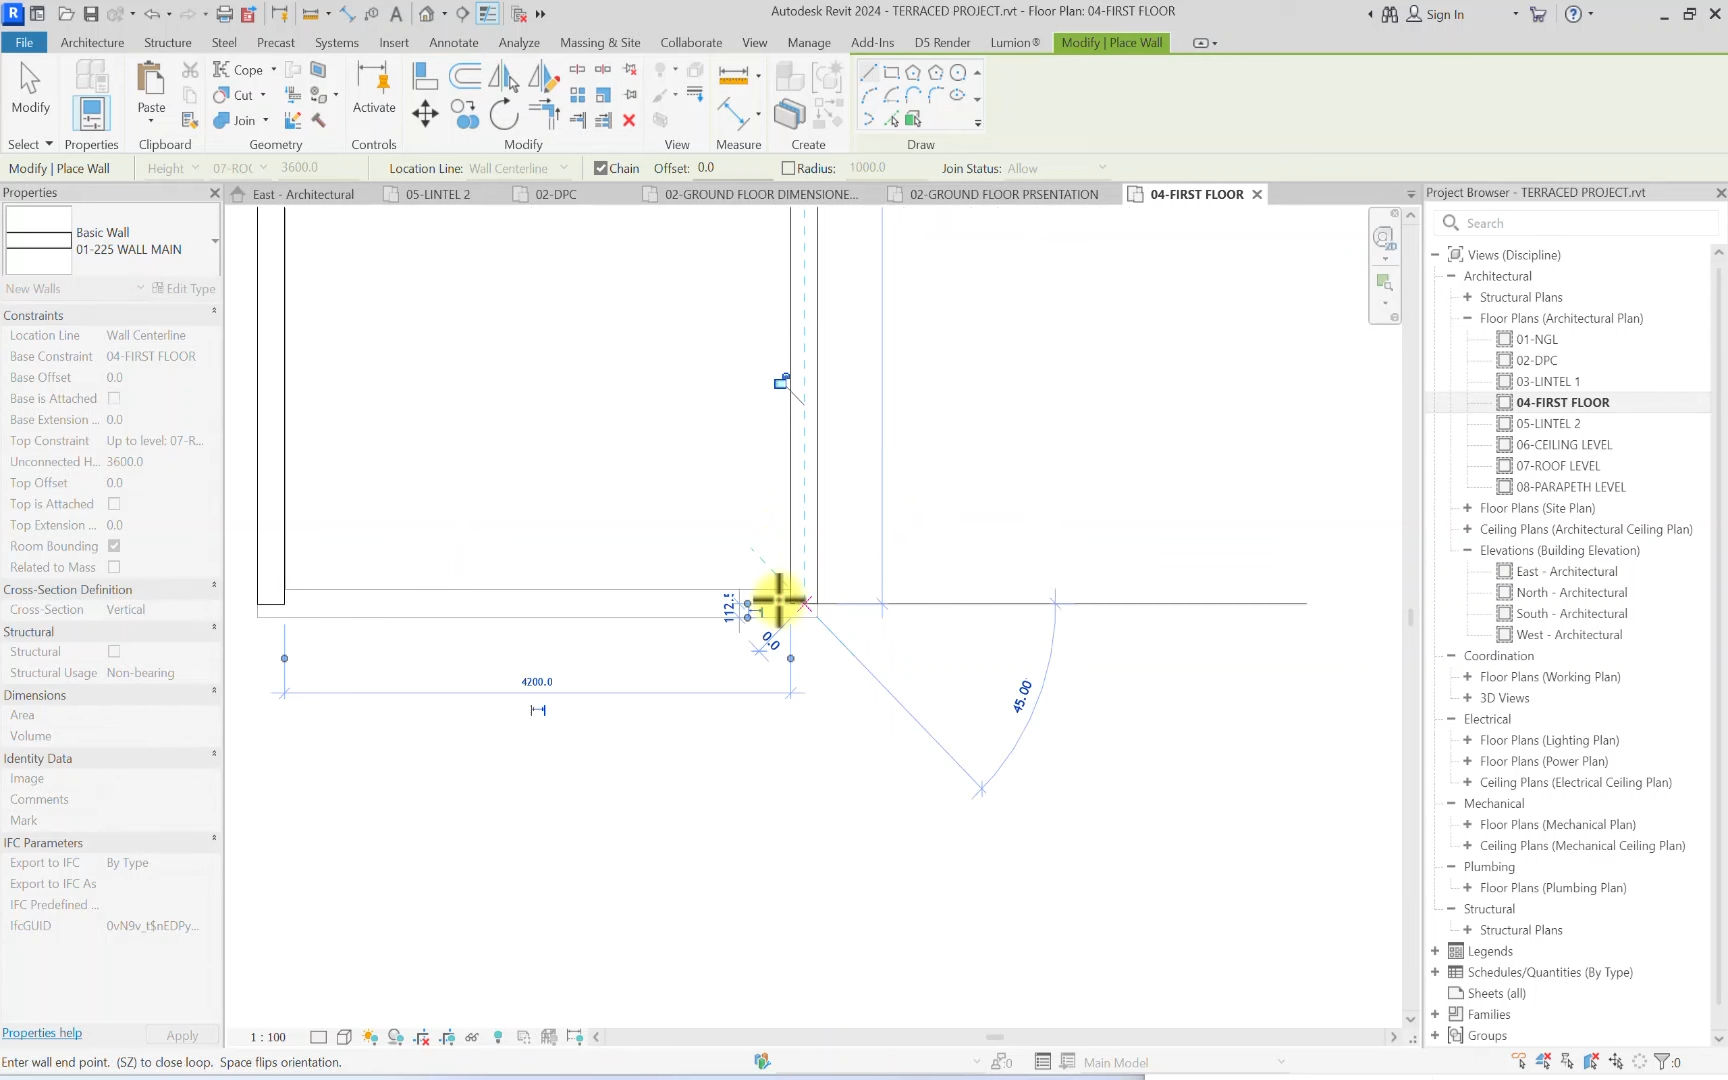 Autodesk Revit 2024 - TERRACED PROJECT.rvt - Floor Plan: 04-FIRST FLOOR
Sign In
File Architecture Structure Steel Precast Systems Insert Annotate Analyze Massing & Site Collaborate View Manage Add-Ins D5 Render Lumion® Modify | Place Wall
Cope
Cut
Join
Modify Paste Activate
Select Properties Clipboard Geometry Controls Modify View Measure Create Draw
Modify | Place Wall Height 07-ROO 3600.0 Location Line: Wall Centerline Chain Offset: 0.0 Radius: 1000.0 Join Status: Allow
Properties
East - Architectural 05-LINTEL 2 02-DPC 02-GROUND FLOOR DIMENSIONE... 02-GROUND FLOOR PRSENTATION 04-FIRST FLOOR
Project Browser - TERRACED PROJECT.rvt
Basic Wall
01-225 WALL MAIN
New Walls Edit Type
Constraints
Location Line Wall Centerline
Base Constraint 04-FIRST FLOOR
Base Offset 0.0
Base is Attached
Base Extension ... 0.0
Top Constraint Up to level: 07-R...
Unconnected H... 3600.0
Top Offset 0.0
Top is Attached
Top Extension ... 0.0
Room Bounding
Related to Mass
Cross-Section Definition
Cross-Section Vertical
Structural
Structural
Structural Usage Non-bearing
Dimensions
Area
Volume
Identity Data
Image
Comments
Mark
IFC Parameters
Export to IFC By Type
Export to IFC As
IFC Predefined ...
IfcGUID 0vN9v_t$nEDPy...
Properties help Apply
112.5
0.0
4200.0
45.00
2D
Search
Views (Discipline)
Architectural
Structural Plans
Floor Plans (Architectural Plan)
01-NGL
02-DPC
03-LINTEL 1
04-FIRST FLOOR
05-LINTEL 2
06-CEILING LEVEL
07-ROOF LEVEL
08-PARAPETH LEVEL
Floor Plans (Site Plan)
Ceiling Plans (Architectural Ceiling Plan)
Elevations (Building Elevation)
East - Architectural
North - Architectural
South - Architectural
West - Architectural
Coordination
Floor Plans (Working Plan)
3D Views
Electrical
Floor Plans (Lighting Plan)
Floor Plans (Power Plan)
Ceiling Plans (Electrical Ceiling Plan)
Mechanical
Floor Plans (Mechanical Plan)
Ceiling Plans (Mechanical Ceiling Plan)
Plumbing
Floor Plans (Plumbing Plan)
Structural
Structural Plans
Legends
Schedules/Quantities (By Type)
Sheets (all)
Families
Groups
1 : 100
Enter wall end point. (SZ) to close loop. Space flips orientation.
:0 Main Model :0